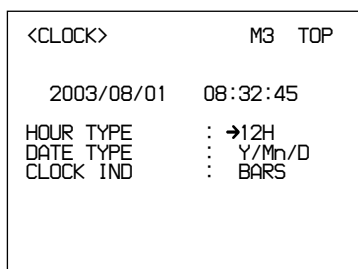 <CLOCK> M3 TOP
2003/08/01 08:32:45
HOUR TYPE : ➔12H
DATE TYPE : Y/Mn/D
CLOCK IND : BARS